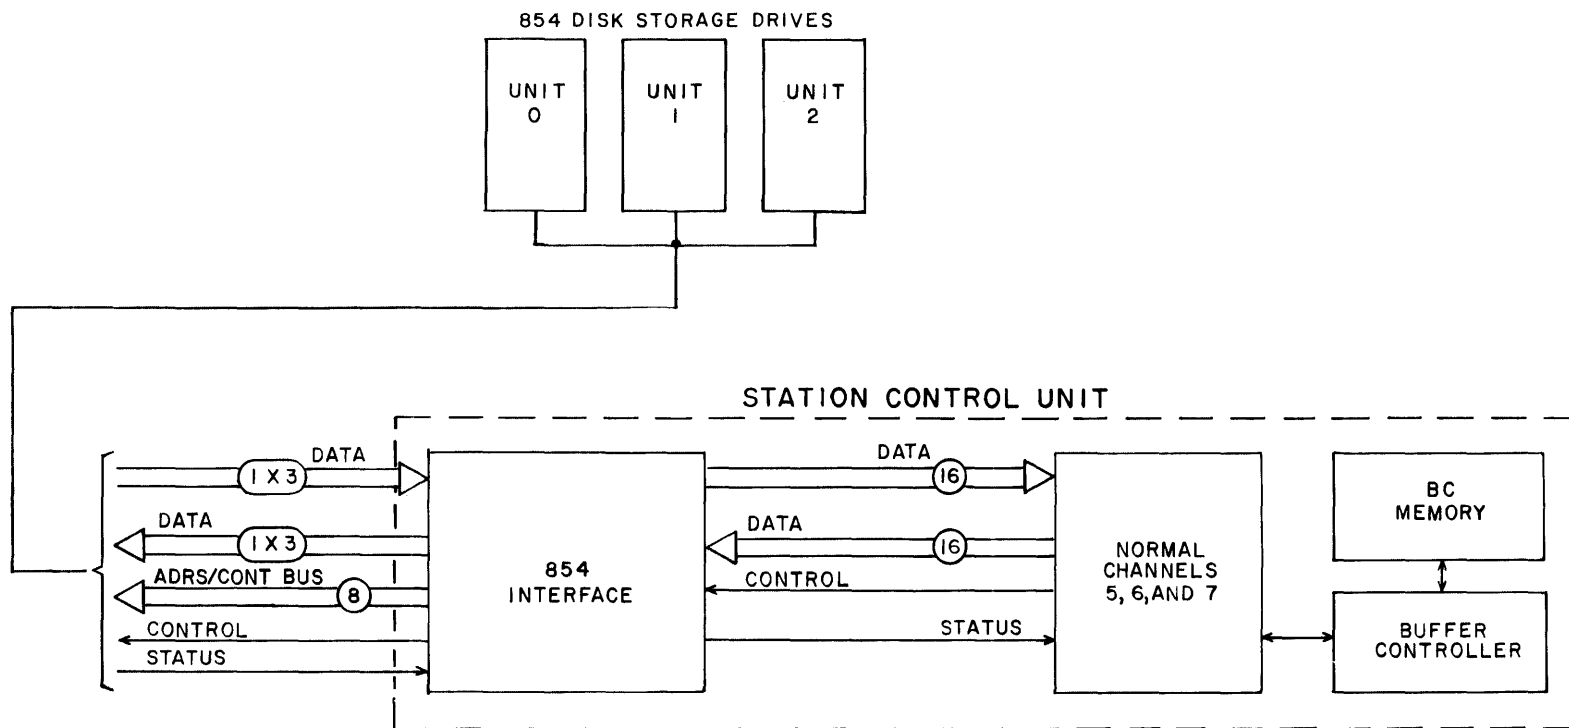 854 DISK STORAGE DRIVES
UNIT
0
UNIT
1
UNIT
2
STATION CONTROL UNIT
DATA
1 X 3
DATA
1 X 3
ADRS/CONT BUS
8
CONTROL
STATUS
854
INTERFACE
DATA
16
DATA
16
CONTROL
STATUS
NORMAL
CHANNELS
5, 6, AND 7
BC
MEMORY
BUFFER
CONTROLLER